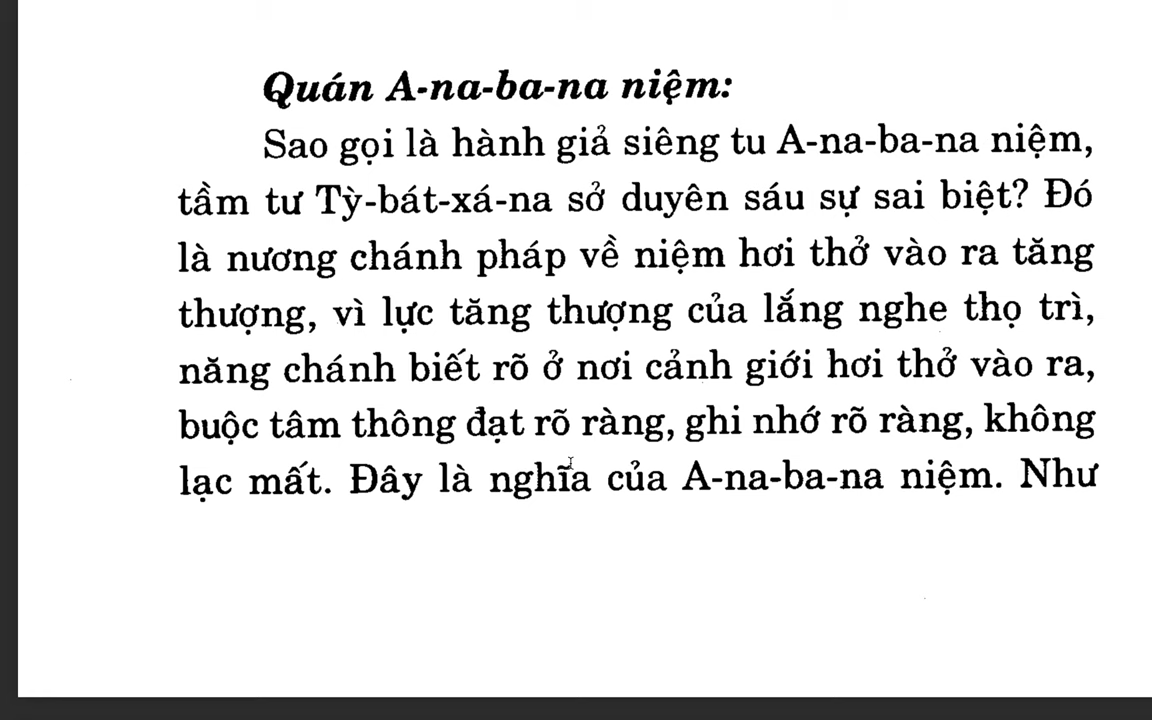 Quán A-na-ba-na niệm:
Sao gọi là hành giả siêng tu A-na-ba-na niệm,
tầm tư Tỳ-bát-xá-na sở duyên sáu sự sai biệt? Đó
là nương chánh pháp về niệm hơi thở vào ra tăng
thượng, vì lực tăng thượng của lắng nghe thọ trì,
năng chánh biết rõ ở nơi cảnh giới hơi thở vào ra,
buộc tâm thông đạt rõ ràng, ghi nhớ rõ ràng, không
lạc mất. Đây là nghĩa của A-na-ba-na niệm. Như